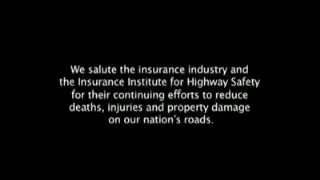 We salute the insurance industry and
the Insurance Institute for Highway Safety
for their continuing efforts to reduce
deaths, injuries and property damage
on our nation's roads.